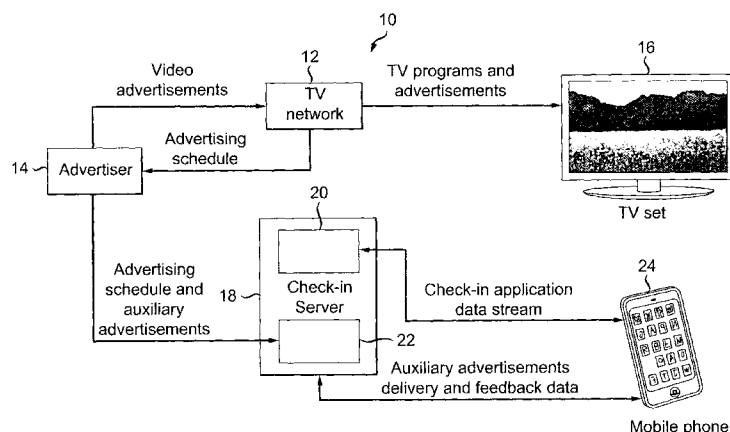 10
12
16
Video
advertisements
TV
network
TV programs and
advertisements
Advertising
schedule
14
Advertiser
TV set
20
24
Advertising
schedule and
auxiliary
advertisements
18
Check-in
Server
Check-in application
data stream
22
Auxiliary advertisements
delivery and feedback data
Mobile phone